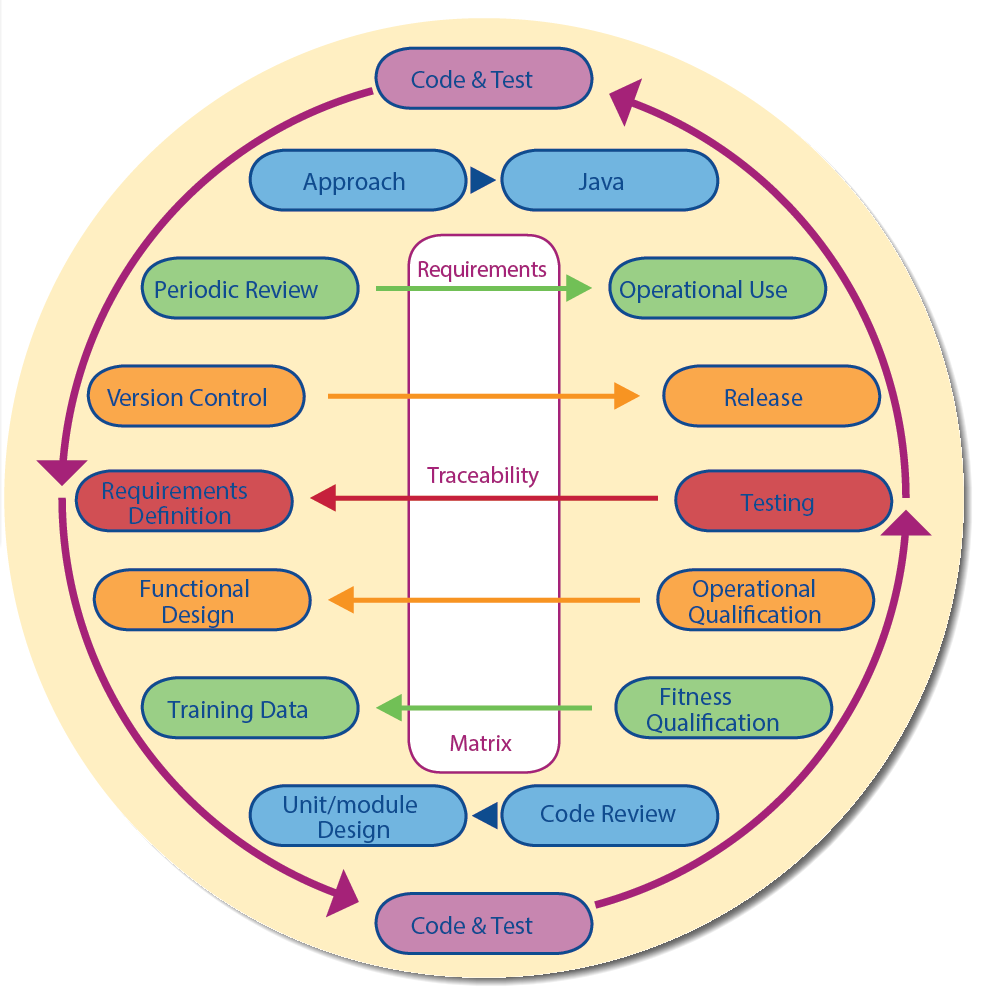 Code & Test
Approach
Java
Requirements
Periodic Review
Operational Use
Version Control
Release
Traceability
Requirements
Definition
Testing
Functional
Design
Operational
Qualification
Training Data
Fitness
Qualification
Matrix
Unit/module
Design
Code Review
Code & Test